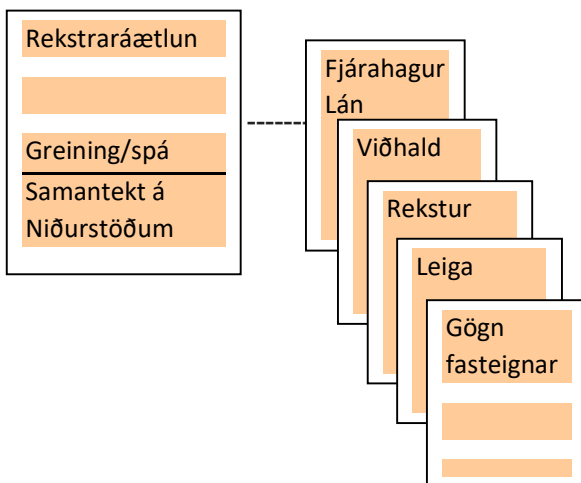 Rekstraráætlun
Greining/spá
Samantekt á
Niðurstöðum
Fjárahagur
Lán
Viðhald
Rekstur
Leiga
Gögn
fasteignar